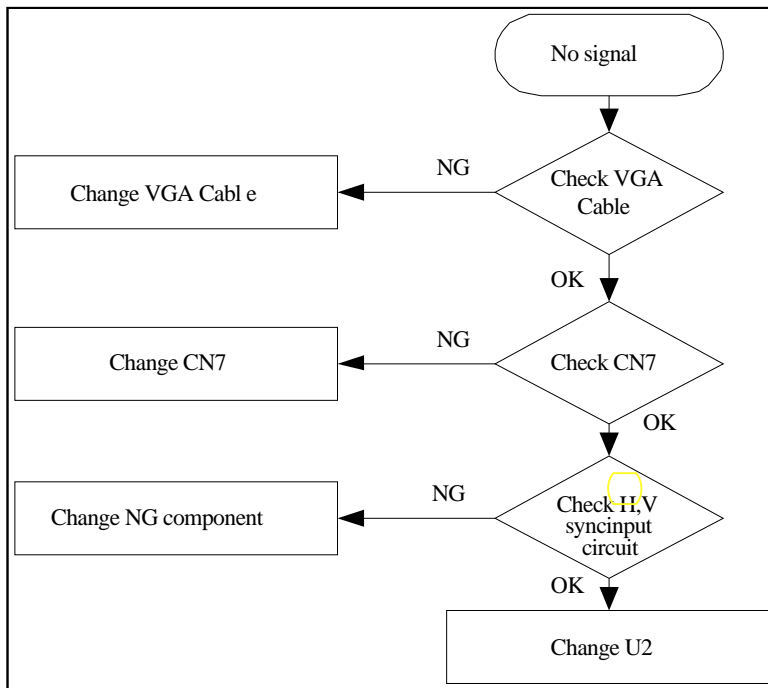 No signal
Check VGA
Cable
NG
Change VGA Cabl e
OK
Check CN7
NG
Change CN7
OK
Check H,V
syncinput
circuit
NG
Change NG component
OK
Change U2